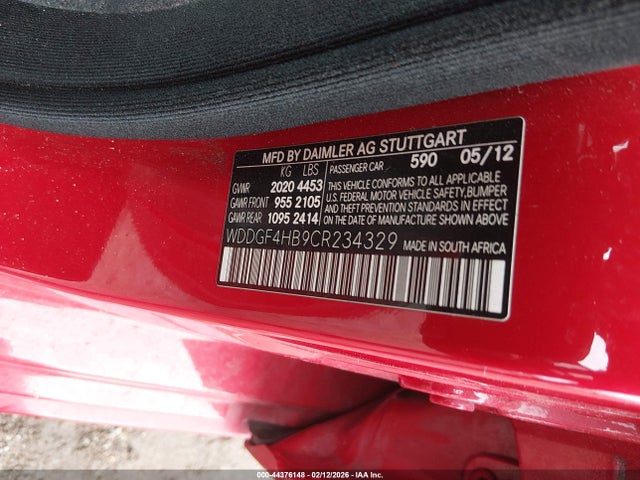 MFD BY DAIMLER AG STUTTGART
KG LBS PASSENGER CAR 590 05/12
GVWR 2020 4453
GAWR FRONT 955 2105
GAWR REAR 1095 2414
THIS VEHICLE CONFORMS TO ALL APPLICABLE
U.S. FEDERAL MOTOR VEHICLE SAFETY, BUMPER
AND THEFT PREVENTION STANDARDS IN EFFECT
ON THE DATE OF MANUFACTURE SHOWN ABOVE
WDDGF4HB9CR234329 MADE IN SOUTH AFRICA
000-44376148 - 02/12/2026 - IAA Inc.